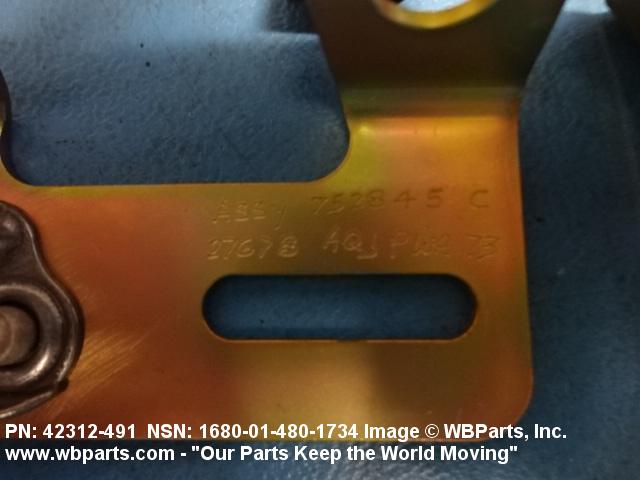 ASSY 752845 C
27678
PN: 42312-491 NSN: 1680-01-480-1734 Image © WBParts, Inc.
www.wbparts.com - "Our Parts Keep the World Moving"